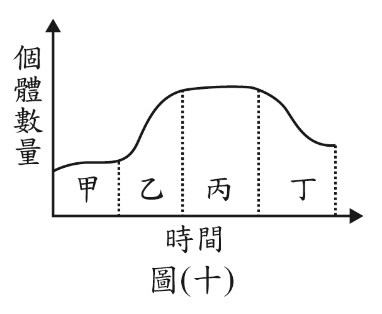 個體數量
甲 乙 丙 丁
時間
圖(十)